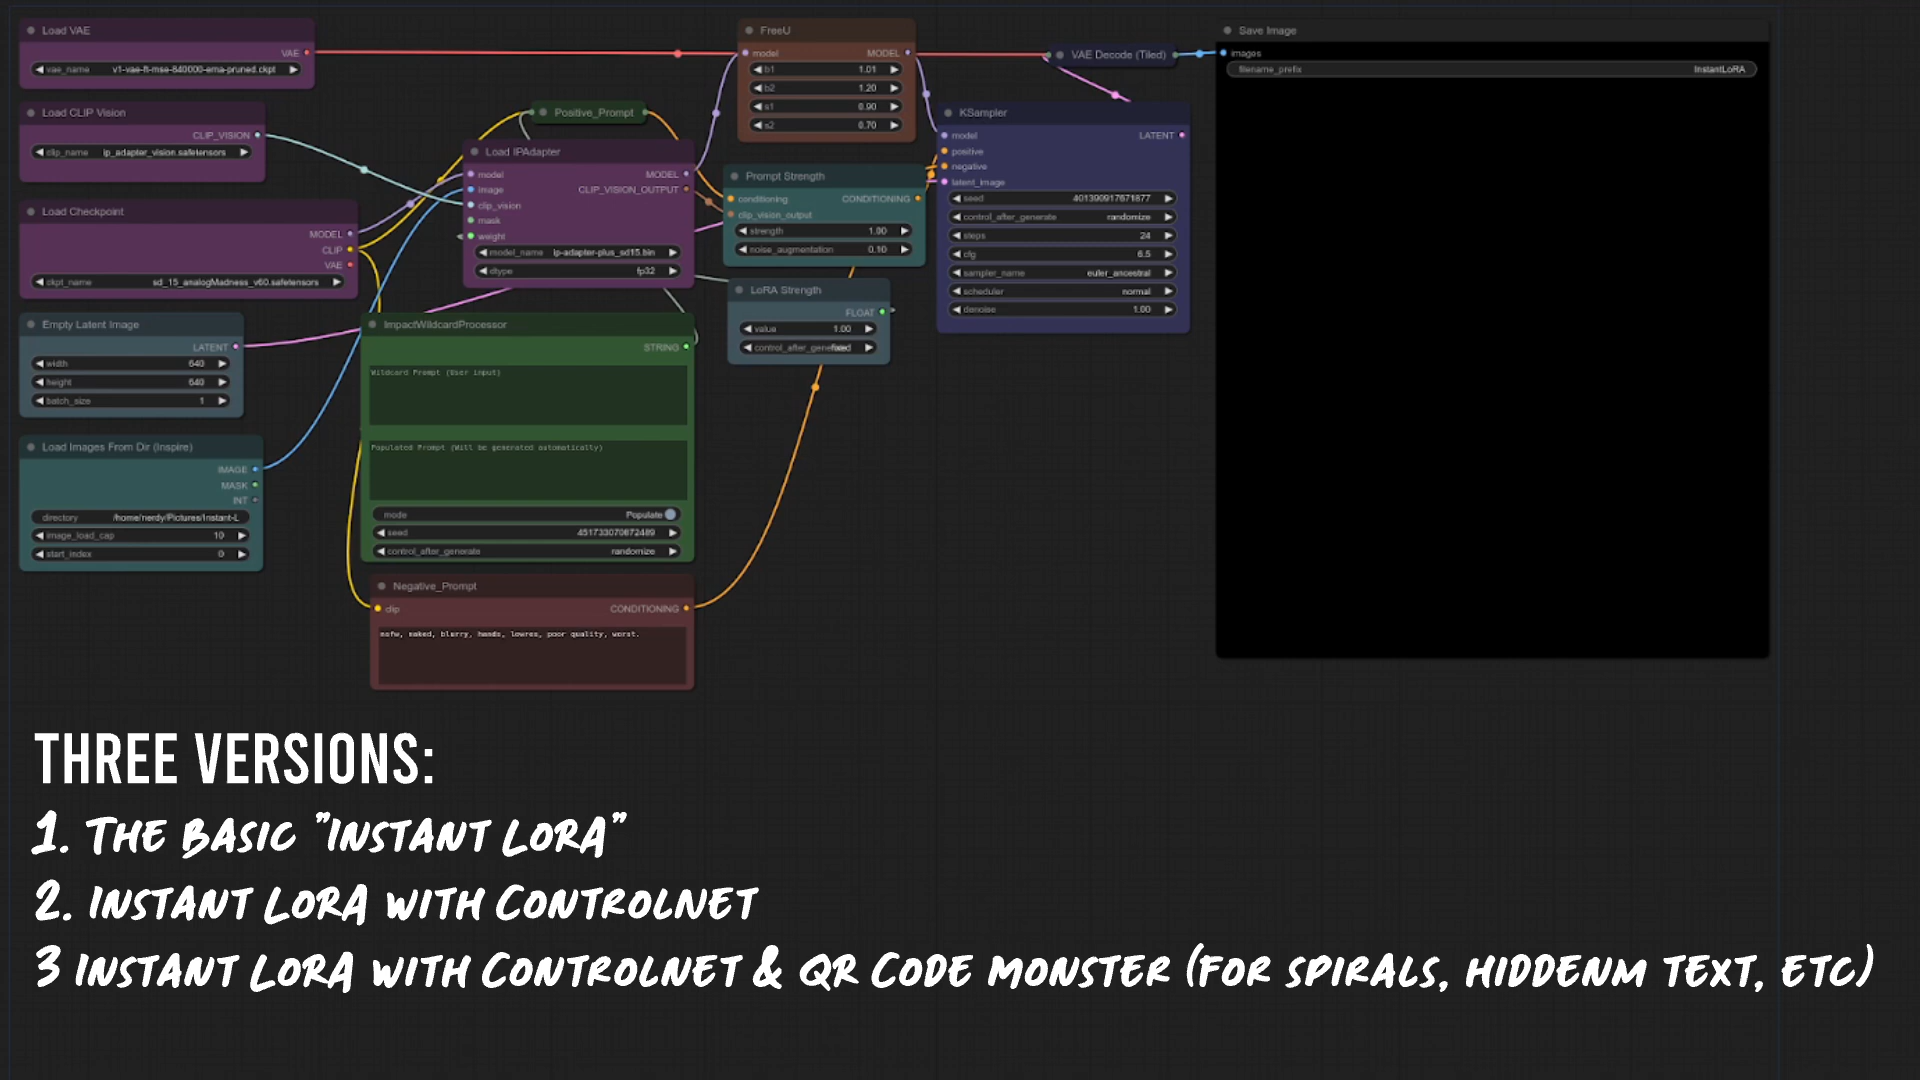 Load VAE
VAE
vae_name v1-vae-ft-mse-840000-ema-pruned.ckpt
Load CLIP Vision
CLIP_VISION
clip_name ip_adapter_vision.safetensors
Load Checkpoint
MODEL
CLIP
VAE
ckpt_name sd_15_analogMadness_v60.safetensors
Empty Latent Image
LATENT
width 640
height 640
batch_size 1
Load Images From Dir (Inspire)
IMAGE
MASK
INT
directory /home/nerdy/Pictures/Instant-L
image_load_cap 10
start_index 0
Positive_Prompt
Load IPAdapter
model MODEL
image CLIP_VISION_OUTPUT
clip_vision
mask
weight
model_name ip-adapter-plus_sd15.bin
dtype fp32
ImpactWildcardProcessor
STRING
Wildcard Prompt (User input)
Populated Prompt (Will be generated automatically)
mode Populate
seed 451733070872489
control_after_generate randomize
Negative_Prompt
clip CONDITIONING
nsfw, naked, blurry, hands, lowres, poor quality, worst.
FreeU
model MODEL
b1 1.01
b2 1.20
s1 0.90
s2 0.70
Prompt Strength
conditioning CONDITIONING
clip_vision_output
strength 1.00
noise_augmentation 0.10
LoRA Strength
FLOAT
value 1.00
control_after_gene fixed
VAE Decode (Tiled)
KSampler
model LATENT
positive
negative
latent_image
seed 401390917671877
control_after_generate randomize
steps 24
cfg 6.5
sampler_name euler_ancestral
scheduler normal
denoise 1.00
Save Image
images
filename_prefix InstantLoRA
THREE VERSIONS:
1. THE BASIC "INSTANT LORA"
2. INSTANT LORA WITH CONTROLNET
3 INSTANT LORA WITH CONTROLNET & QR CODE MONSTER (FOR SPIRALS, HIDDENM TEXT, ETC)